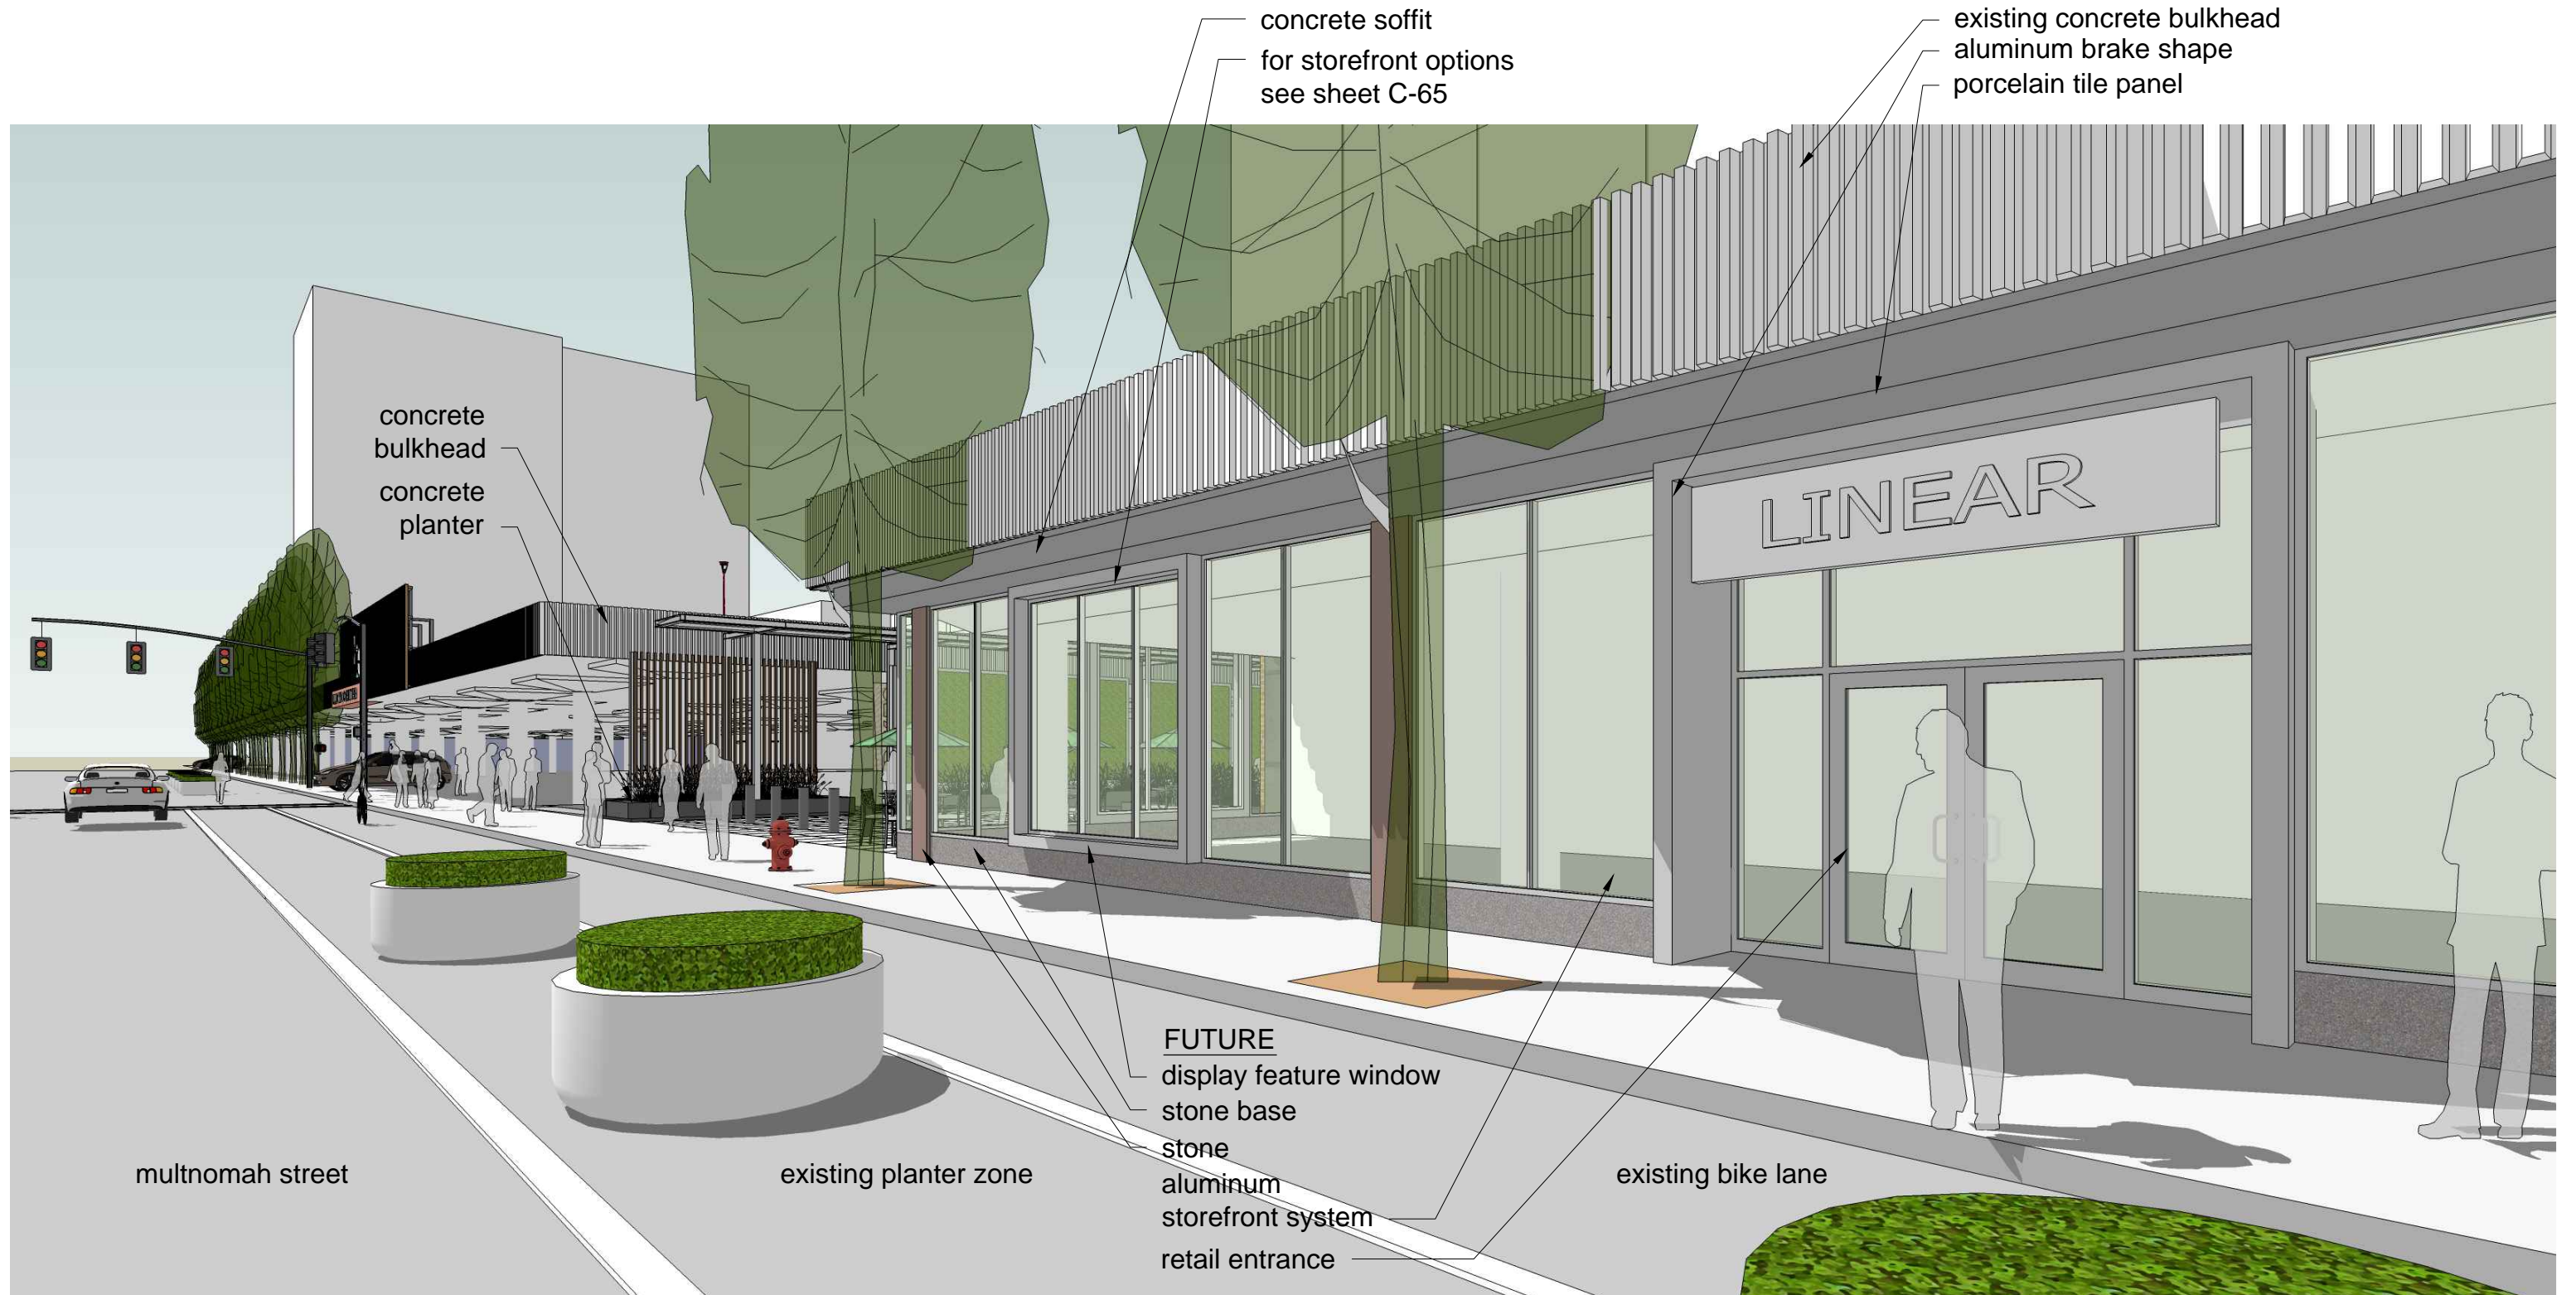 concrete soffit
for storefront options
see sheet C-65
existing concrete bulkhead
aluminum brake shape
porcelain tile panel
concrete
bulkhead
concrete
planter
LINEAR
FUTURE
display feature window
stone base
stone
aluminum
storefront system
retail entrance
multnomah street
existing planter zone
existing bike lane